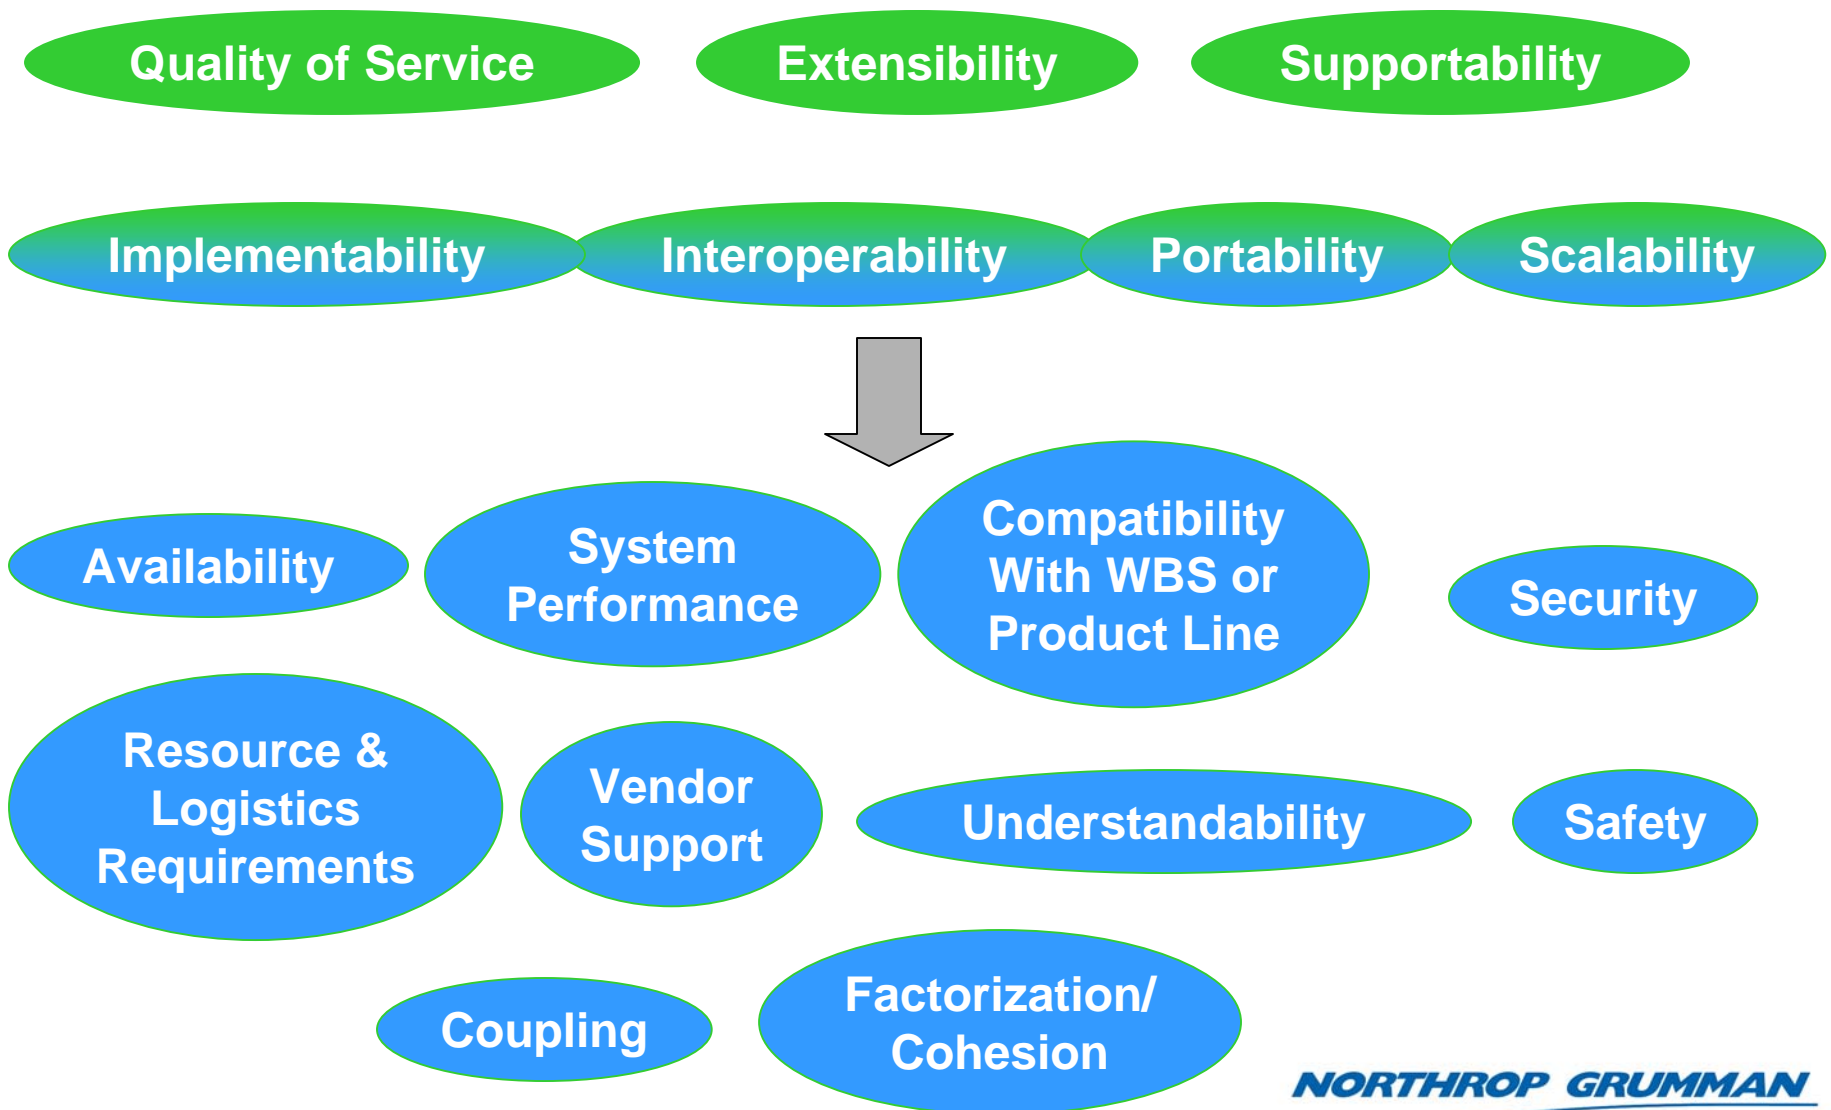 Quality of Service
Extensibility
Supportability
Implementability
Interoperability
Portability
Scalability
Availability
System
Performance
Compatibility
With WBS or
Product Line
Security
Resource &
Logistics
Requirements
Vendor
Support
Understandability
Safety
Coupling
Factorization/
Cohesion
NORTHROP GRUMMAN